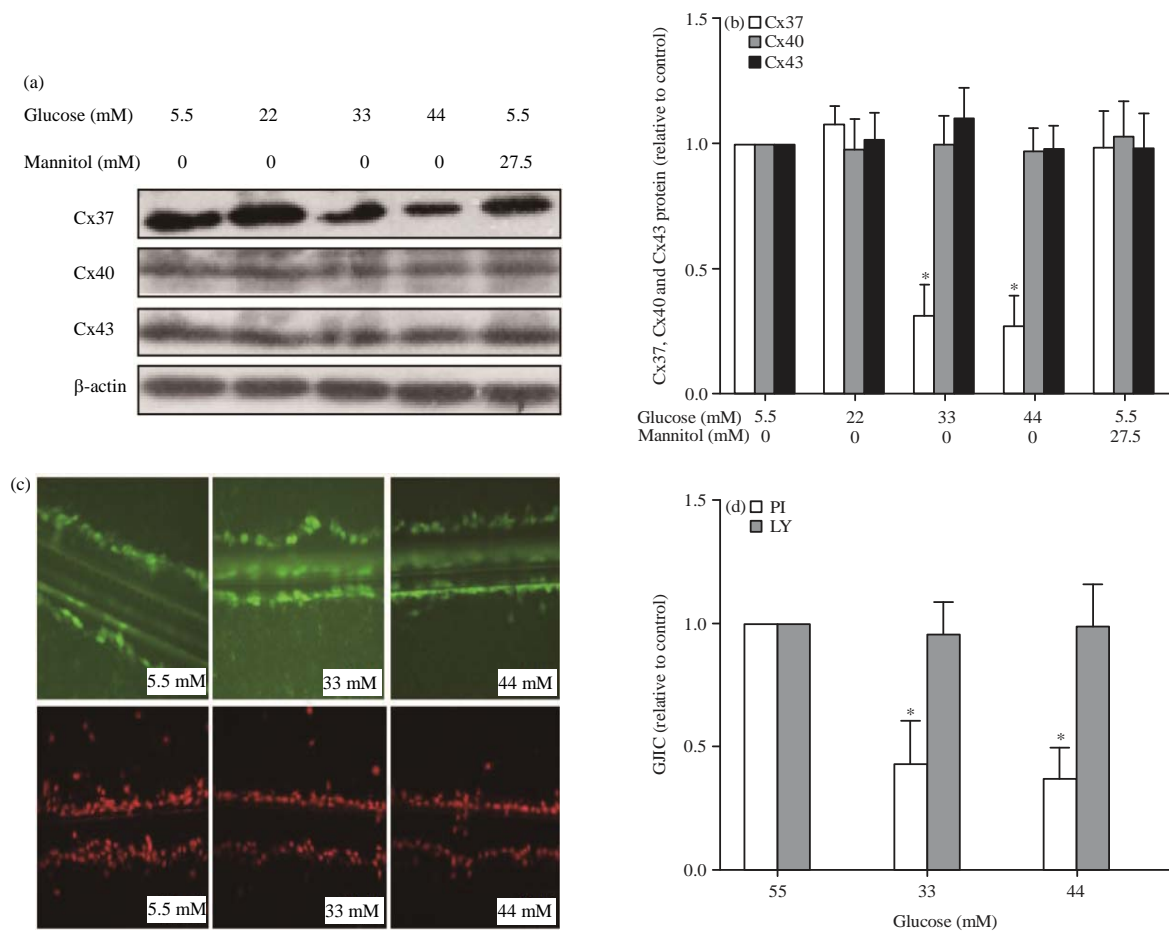 (a)
Glucose (mM) 5.5 22 33 44 5.5
Mannitol (mM) 0 0 0 0 27.5
Cx37
Cx40
Cx43
β-actin
(b)
Cx37
Cx40
Cx43
Cx37, Cx40 and Cx43 protein (relative to control)
1.5
1.0
0.5
0.0
* *
Glucose (mM) 5.5 22 33 44 5.5
Mannitol (mM) 0 0 0 0 27.5
(c)
5.5 mM 33 mM 44 mM
5.5 mM 33 mM 44 mM
(d)
PI
LY
GJIC (relative to control)
1.5
1.0
0.5
0.0
* *
55 33 44
Glucose (mM)